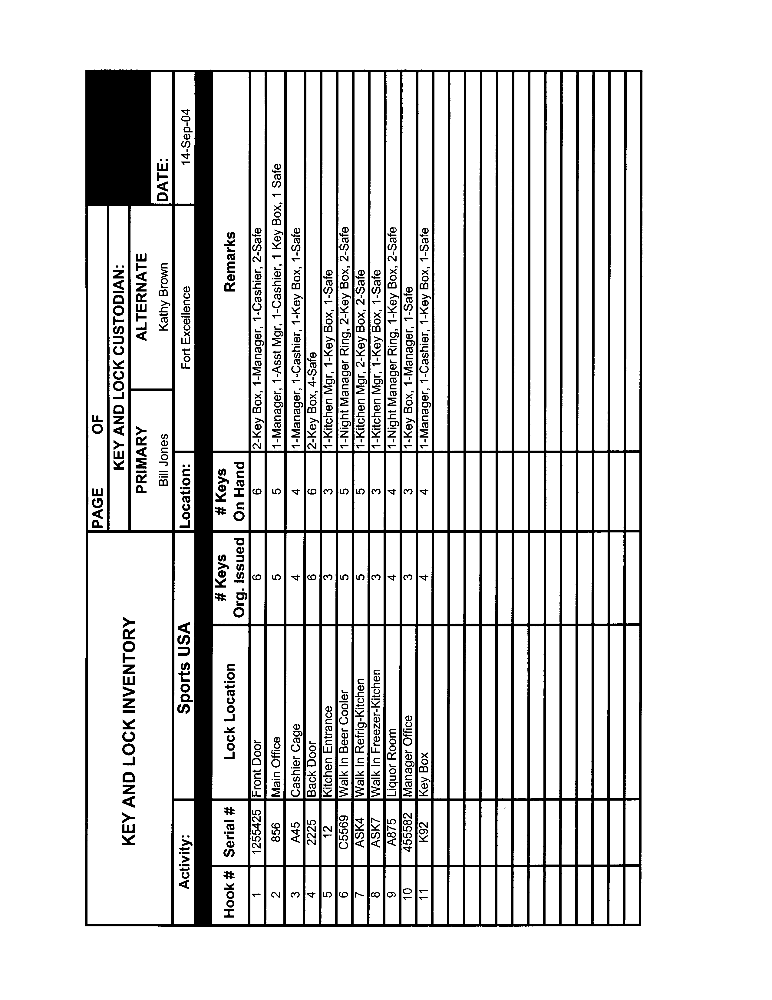 KEY AND LOCK INVENTORY
PAGE OF
KEY AND LOCK CUSTODIAN:
PRIMARY ALTERNATE
Bill Jones Kathy Brown DATE:
Activity: Sports USA Location: Fort Excellence 14-Sep-04
Hook # Serial # Lock Location # Keys Org. Issued # Keys On Hand Remarks
1 1255425 Front Door 6 6 2-Key Box, 1-Manager, 1-Cashier, 2-Safe
2 856 Main Office 5 5 1-Manager, 1-Asst Mgr, 1-Cashier, 1 Key Box, 1 Safe
3 A45 Cashier Cage 4 4 1-Manager, 1-Cashier, 1-Key Box, 1-Safe
4 2225 Back Door 6 6 2-Key Box, 4-Safe
5 12 Kitchen Entrance 3 3 1-Kitchen Mgr, 1-Key Box, 1-Safe
6 C5569 Walk In Beer Cooler 5 5 1-Night Manager Ring, 2-Key Box, 2-Safe
7 ASK4 Walk In Refrig-Kitchen 5 5 1-Kitchen Mgr, 2-Key Box, 2-Safe
8 ASK7 Walk In Freezer-Kitchen 3 3 1-Kitchen Mgr, 1-Key Box, 1-Safe
9 A875 Liquor Room 4 4 1-Night Manager Ring, 1-Key Box, 2-Safe
10 455582 Manager Office 3 3 1-Key Box, 1-Manager, 1-Safe
11 K92 Key Box 4 4 1-Manager, 1-Cashier, 1-Key Box, 1-Safe